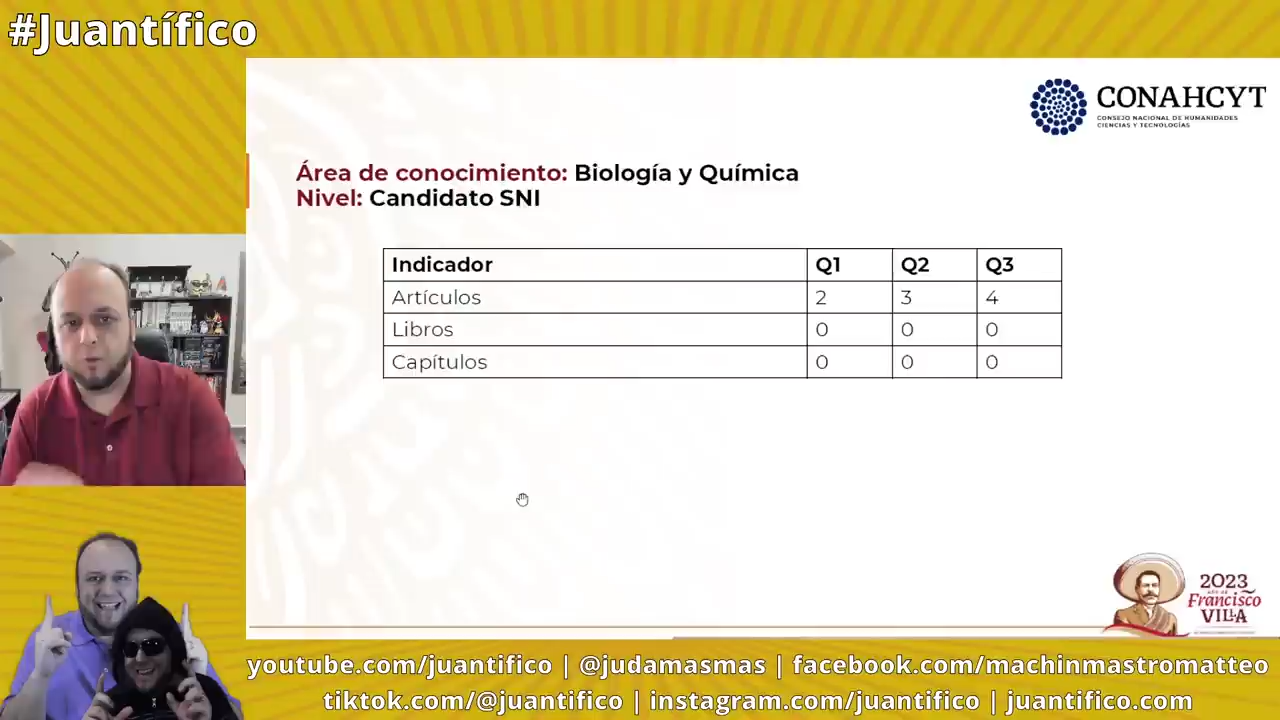 #Juantífico
CONAHCYT
CONSEJO NACIONAL DE HUMANIDADES
CIENCIAS Y TECNOLOGÍAS
Área de conocimiento: Biología y Química
Nivel: Candidato SNI
Indicador Q1 Q2 Q3
Artículos 2 3 4
Libros 0 0 0
Capítulos 0 0 0
2023
AÑO DE
Francisco
VILLA
youtube.com/juantifico | @judamasmas | facebook.com/machinmastromatteo
tiktok.com/@juantifico | instagram.com/juantifico | juantifico.com